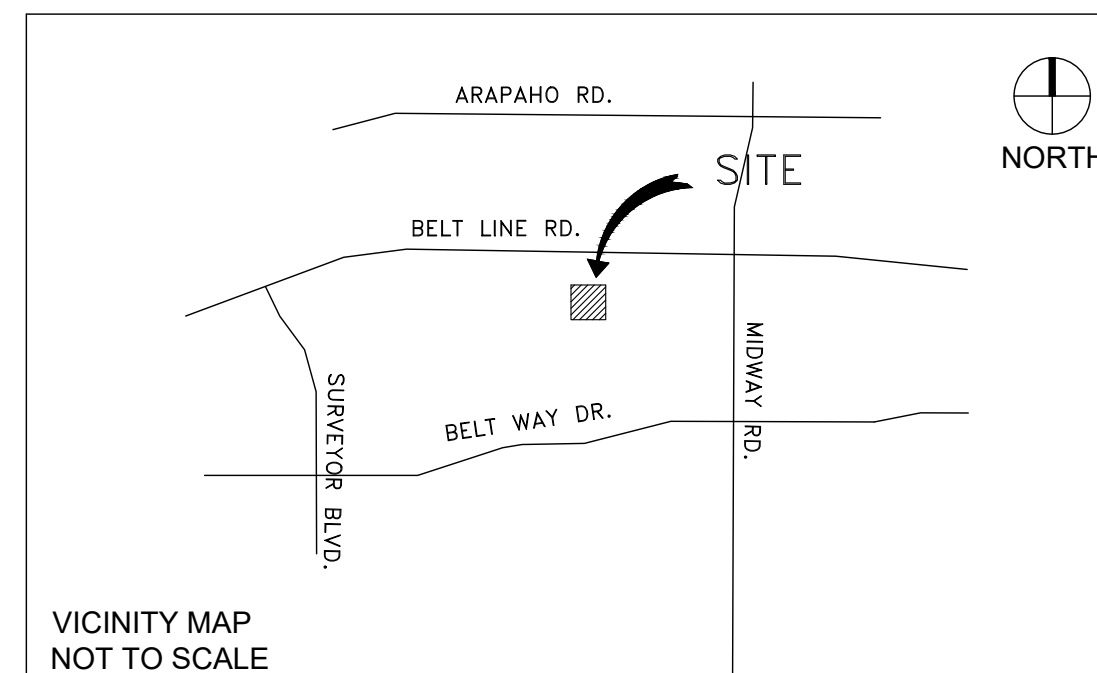 ARAPAHO RD.
NORTH
SITE
BELT LINE RD.
MIDWAY RD.
SURVEYOR BLVD.
BELT WAY DR.
VICINITY MAP
NOT TO SCALE